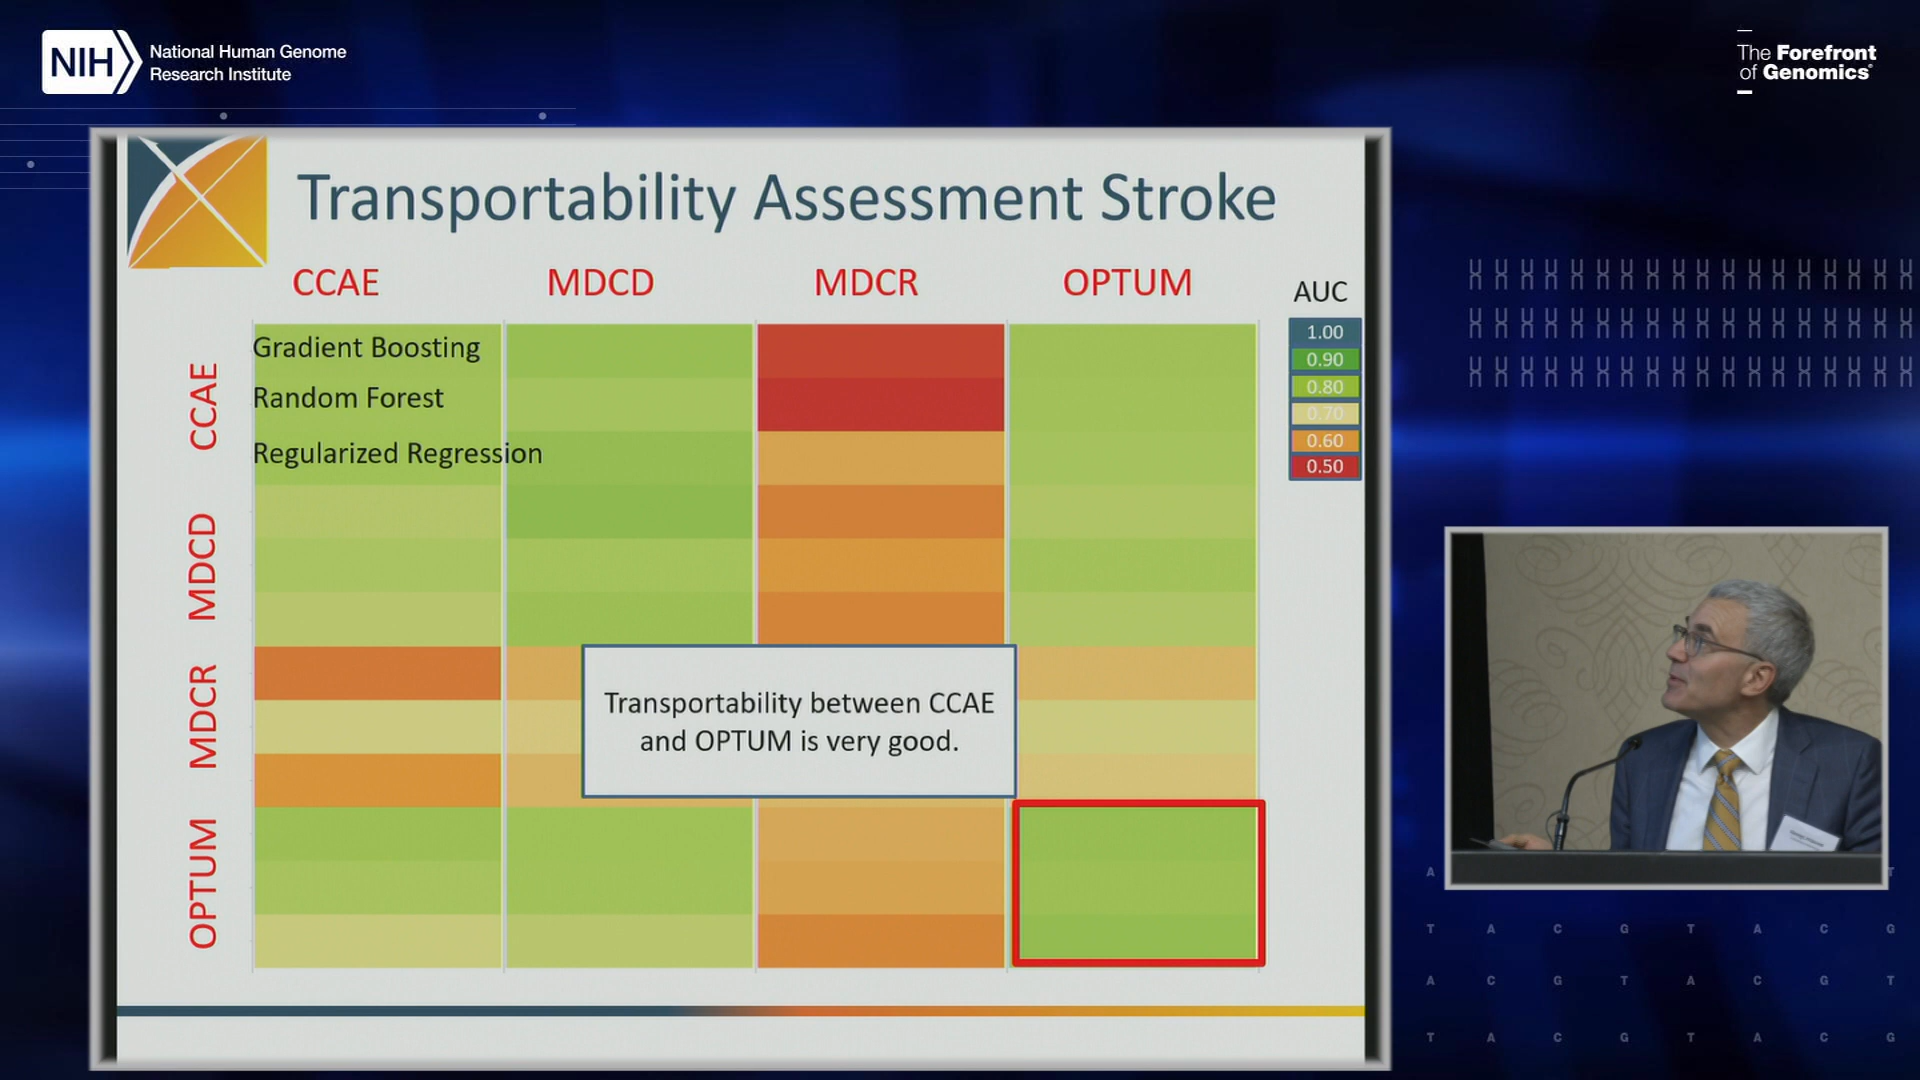 NIH
National Human Genome
Research Institute
The Forefront
of Genomics®
Transportability Assessment Stroke
CCAE MDCD MDCR OPTUM
AUC
1.00
0.90
0.80
0.70
0.60
0.50
CCAE
Gradient Boosting
Random Forest
Regularized Regression
MDCD
MDCR
Transportability between CCAE
and OPTUM is very good.
OPTUM
A T
T A C G T A C G
A C G T A C G T
T A C G T A C G